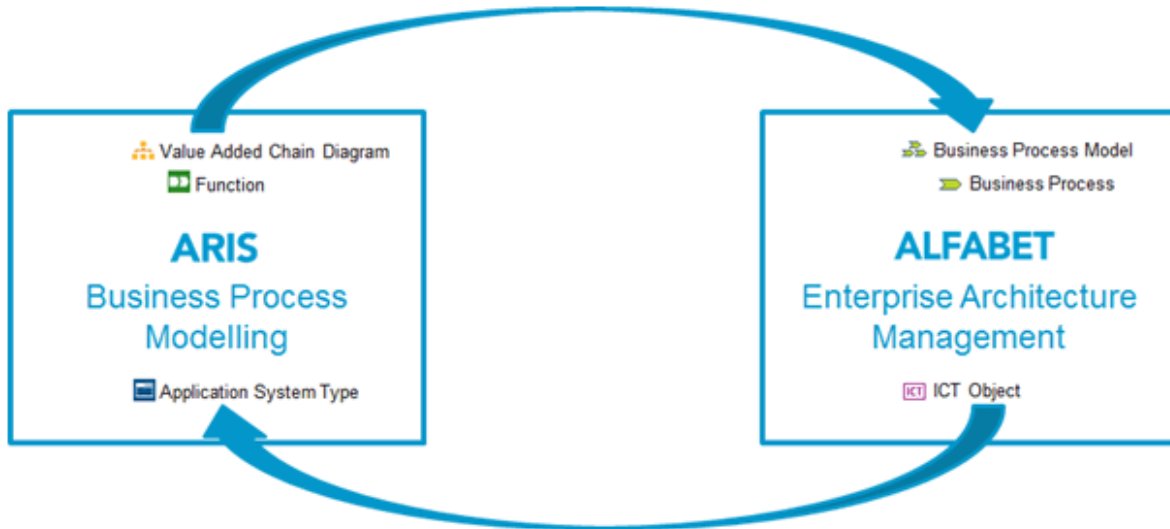 Value Added Chain Diagram
Function
ARIS
Business Process
Modelling
Application System Type
Business Process Model
Business Process
ALFABET
Enterprise Architecture
Management
ICT
ICT Object